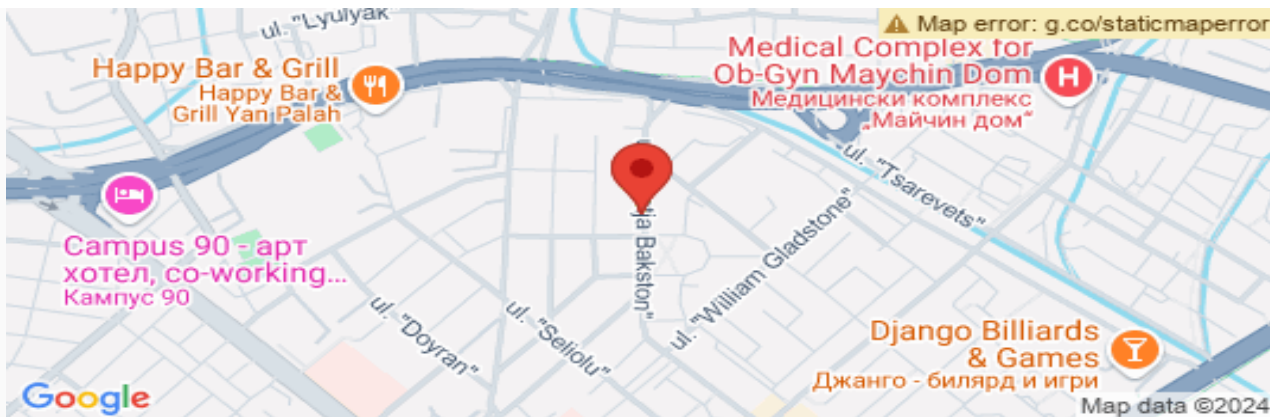 ul. "Lyulyak"
Map error: g.co/staticmaperror
Happy Bar & Grill
Happy Bar &
Grill Yan Palah
Medical Complex for
Ob-Gyn Maychin Dom
Медицински комплекс
„Майчин дом“
H
ul. "Tsarevets"
tja Bakston"
ul. "William Gladstone"
Campus 90 - арт
хотел, co-working...
Кампус 90
ul. "Doyran"
ul. "Seliolu"
Django Billiards
& Games
Джанго - билярд и игри
Google
Map data ©2024